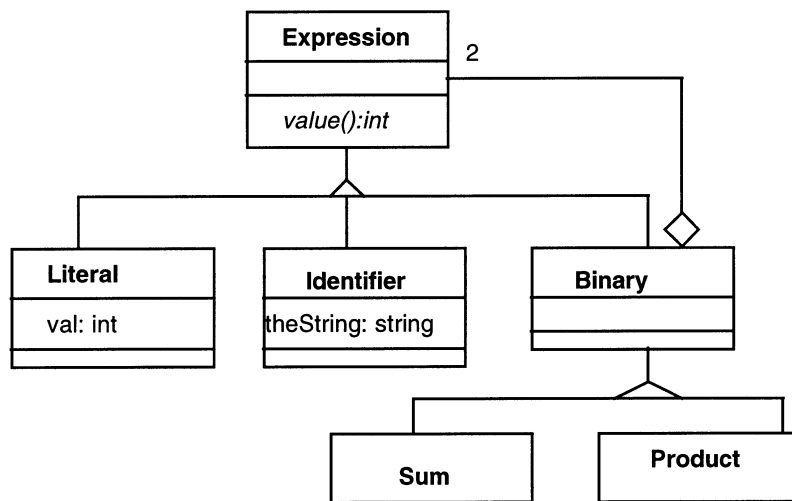 Expression
2
value():int
Literal
Identifier
Binary
val: int
theString: string
Sum
Product